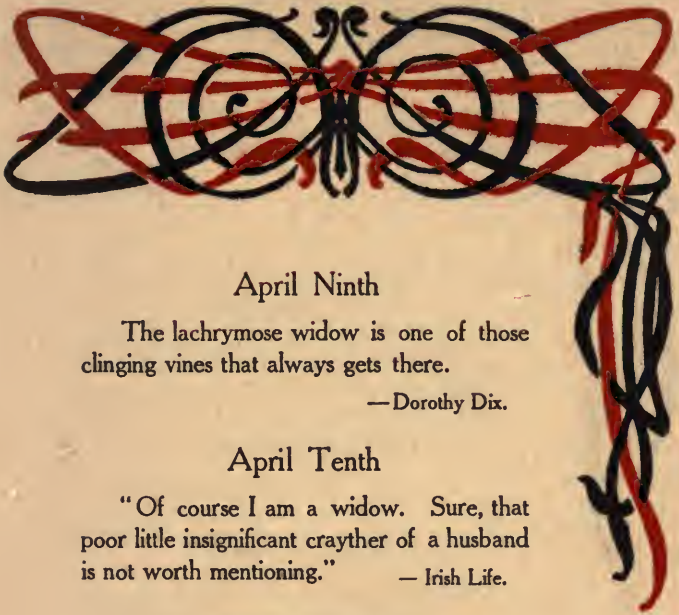 April Ninth
The lachrymose widow is one of those
clinging vines that always gets there.
—Dorothy Dix.
April Tenth
"Of course I am a widow. Sure, that
poor little insignificant crayther of a husband
is not worth mentioning." — Irish Life.